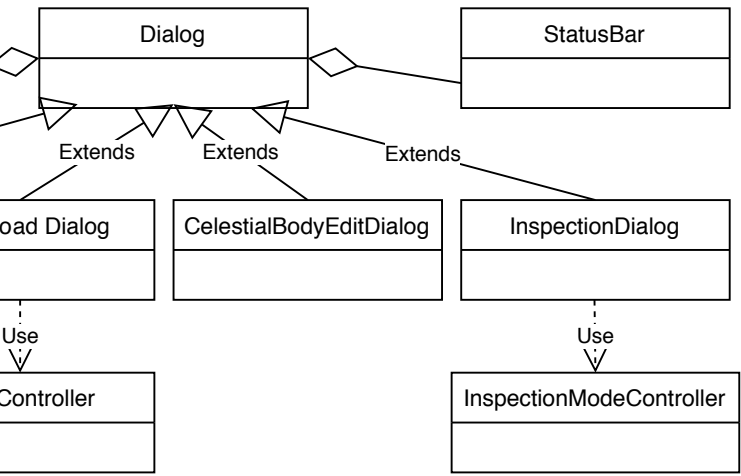 Dialog
StatusBar
Extends
Extends
Extends
oad Dialog
CelestialBodyEditDialog
InspectionDialog
Use
Use
Controller
InspectionModeController